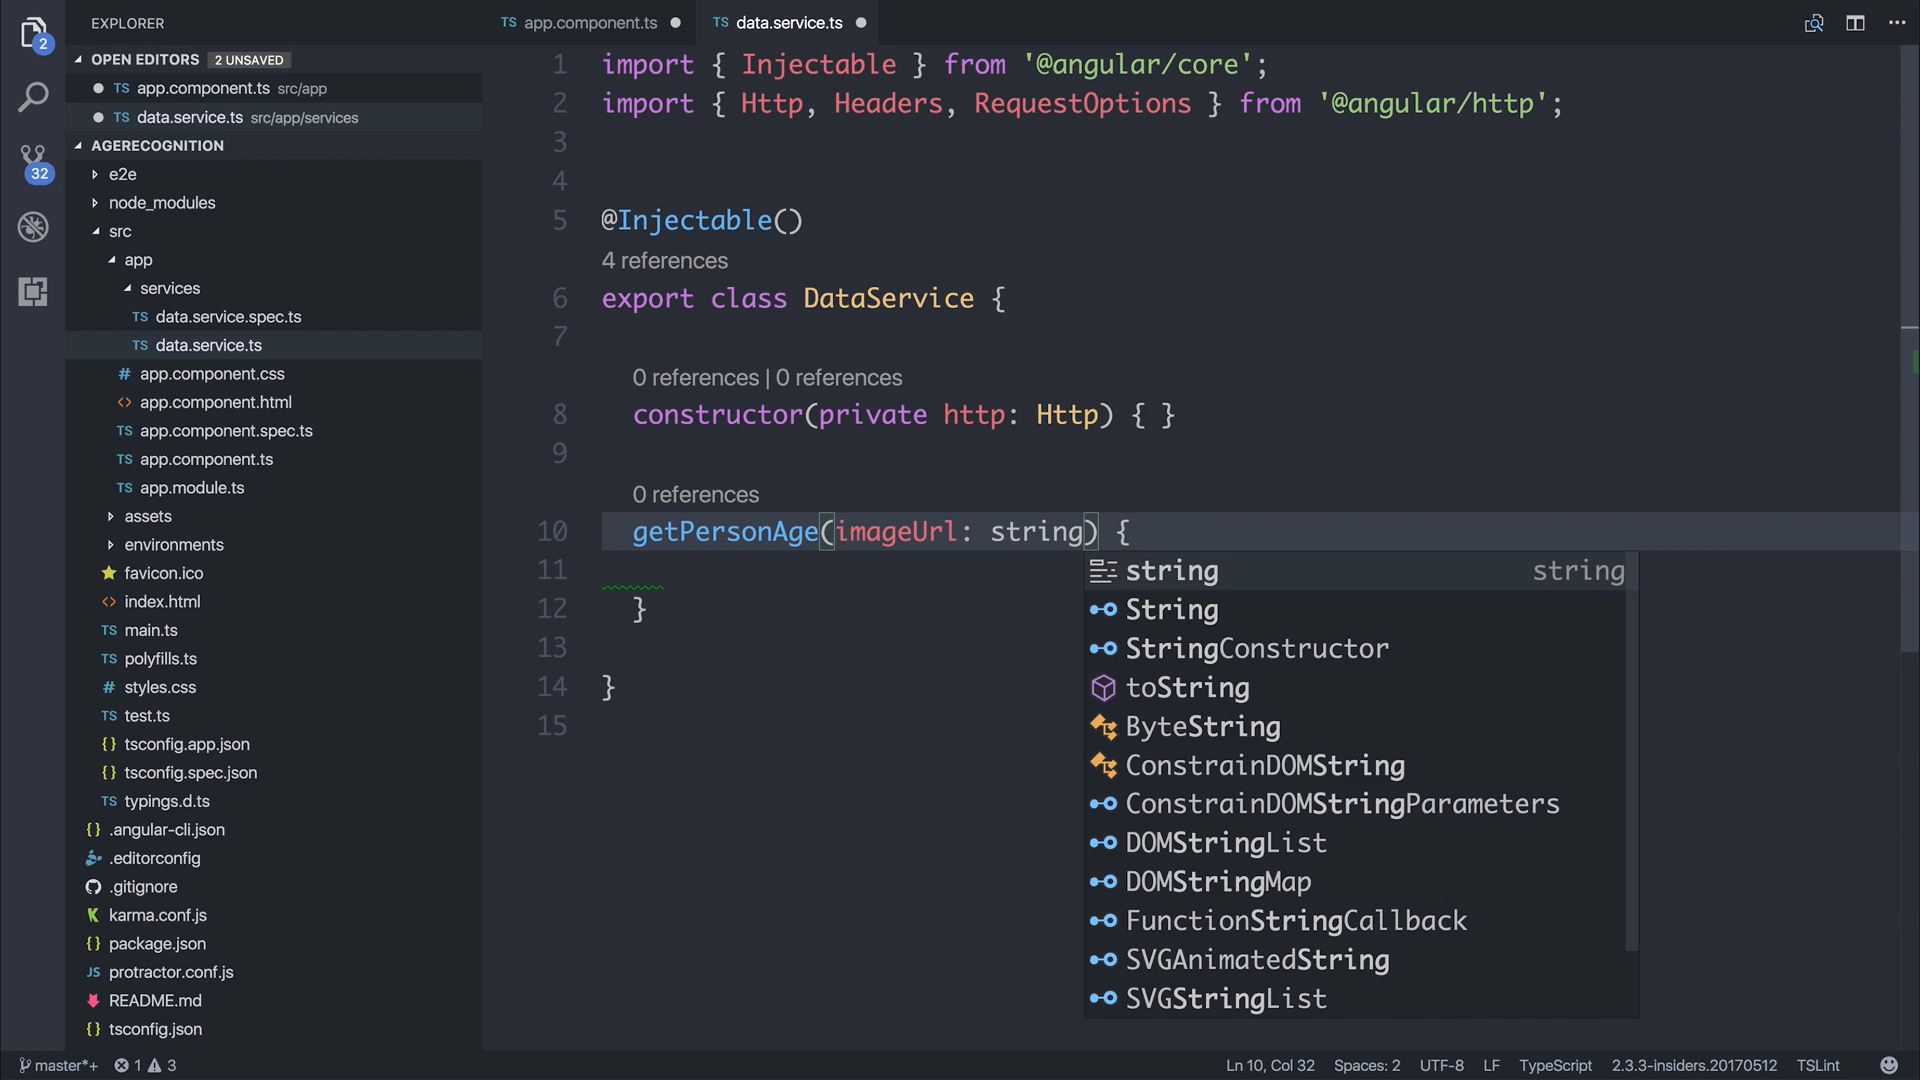 EXPLORER
OPEN EDITORS 2 UNSAVED
TS app.component.ts src/app
TS data.service.ts src/app/services
AGERECOGNITION
e2e
node_modules
src
app
services
TS data.service.spec.ts
TS data.service.ts
# app.component.css
<> app.component.html
TS app.component.spec.ts
TS app.component.ts
TS app.module.ts
assets
environments
favicon.ico
<> index.html
TS main.ts
TS polyfills.ts
# styles.css
TS test.ts
{} tsconfig.app.json
{} tsconfig.spec.json
TS typings.d.ts
{} .angular-cli.json
.editorconfig
.gitignore
karma.conf.js
{} package.json
JS protractor.conf.js
README.md
{} tsconfig.json
2
32
TS app.component.ts
TS data.service.ts
1 import { Injectable } from '@angular/core';
2 import { Http, Headers, RequestOptions } from '@angular/http';
3
4
5 @Injectable()
4 references
6 export class DataService {
7
0 references | 0 references
8 constructor(private http: Http) { }
9
0 references
10 getPersonAge(imageUrl: string) {
11
12 }
13
14 }
15
string string
String
StringConstructor
toString
ByteString
ConstrainDOMString
ConstrainDOMStringParameters
DOMStringList
DOMStringMap
FunctionStringCallback
SVGAnimatedString
SVGStringList
master*+ 1 3
Ln 10, Col 32 Spaces: 2 UTF-8 LF TypeScript 2.3.3-insiders.20170512 TSLint